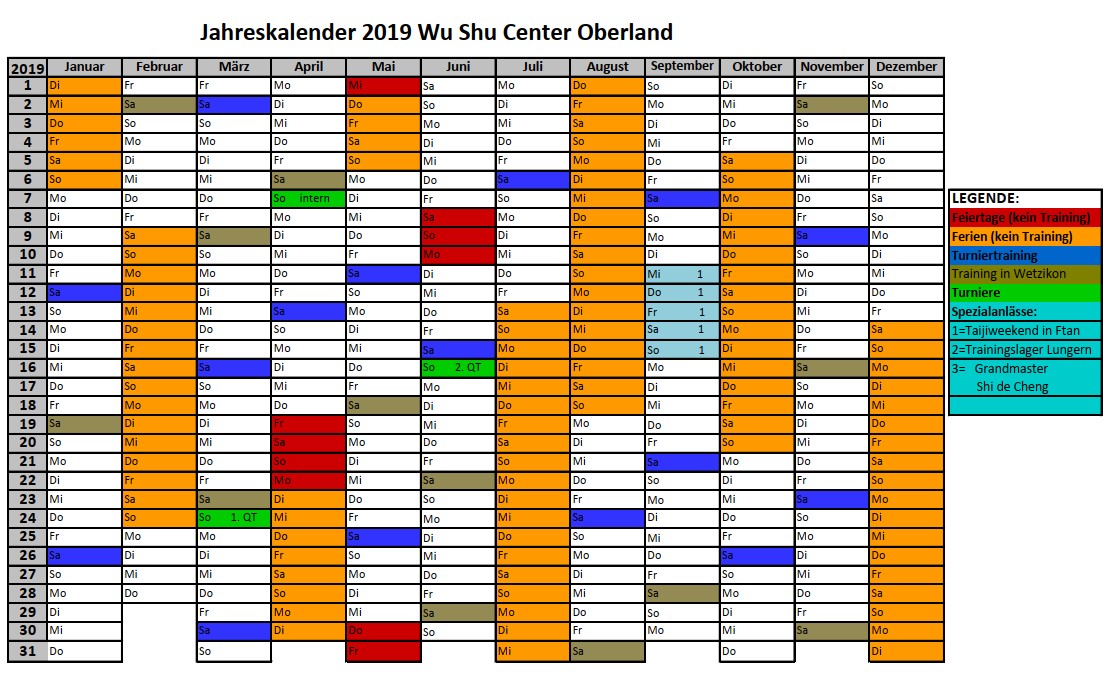 Jahreskalender 2019 Wu Shu Center Oberland
2019 Januar Februar März April Mai Juni Juli August September Oktober November Dezember
1 Di Fr Fr Mo Mi Sa Mo Do So Di Fr So
2 Mi Sa Sa Di Do So Di Fr Mo Mi Sa Mo
3 Do So So Mi Fr Mo Mi Sa Di Do So Di
4 Fr Mo Mo Do Sa Di Do So Mi Fr Mo Mi
5 Sa Di Di Fr So Mi Fr Mo Do Sa Di Do
6 So Mi Mi Sa Mo Do Sa Di Fr So Mi Fr
7 Mo Do Do So intern Di Fr So Mi Sa Mo Do Sa
8 Di Fr Fr Mo Mi Sa Mo Do So Di Fr So
9 Mi Sa Sa Di Do So Di Fr Mo Mi Sa Mo
10 Do So So Mi Fr Mo Mi Sa Di Do So Di
11 Fr Mo Mo Do Sa Di Do So Mi 1 Fr Mo Mi
12 Sa Di Di Fr So Mi Fr Mo Do 1 Sa Di Do
13 So Mi Mi Sa Mo Do Sa Di Fr 1 So Mi Fr
14 Mo Do Do So Di Fr So Mi Sa 1 Mo Do Sa
15 Di Fr Fr Mo Mi Sa Mo Do So 1 Di Fr So
16 Mi Sa Sa Di Do So 2. QT Di Fr Mo Mi Sa Mo
17 Do So So Mi Fr Mo Mi Sa Di Do So Di
18 Fr Mo Mo Do Sa Di Do So Mi Fr Mo Mi
19 Sa Di Di Fr So Mi Fr Mo Do Sa Di Do
20 So Mi Mi Sa Mo Do Sa Di Fr So Mi Fr
21 Mo Do Do So Di Fr So Mi Sa Mo Do Sa
22 Di Fr Fr Mo Mi Sa Mo Do So Di Fr So
23 Mi Sa Sa Di Do So Di Fr Mo Mi Sa Mo
24 Do So So 1. QT Mi Fr Mo Mi Sa Di Do So Di
25 Fr Mo Mo Do Sa Di Do So Mi Fr Mo Mi
26 Sa Di Di Fr So Mi Fr Mo Do Sa Di Do
27 So Mi Mi Sa Mo Do Sa Di Fr So Mi Fr
28 Mo Do Do So Di Fr So Mi Sa Mo Do Sa
29 Di Fr Mo Mi Sa Mo Do So Di Fr So
30 Mi Sa Di Do So Di Fr Mo Mi Sa Mo
31 Do So Fr Mi Sa Do Di
LEGENDE:
Feiertage (kein Training)
Ferien (kein Training)
Turniertraining
Training in Wetzikon
Turniere
Spezialanlässe:
1=Taijiweekend in Ftan
2=Trainingslager Lungern
3= Grandmaster
Shi de Cheng